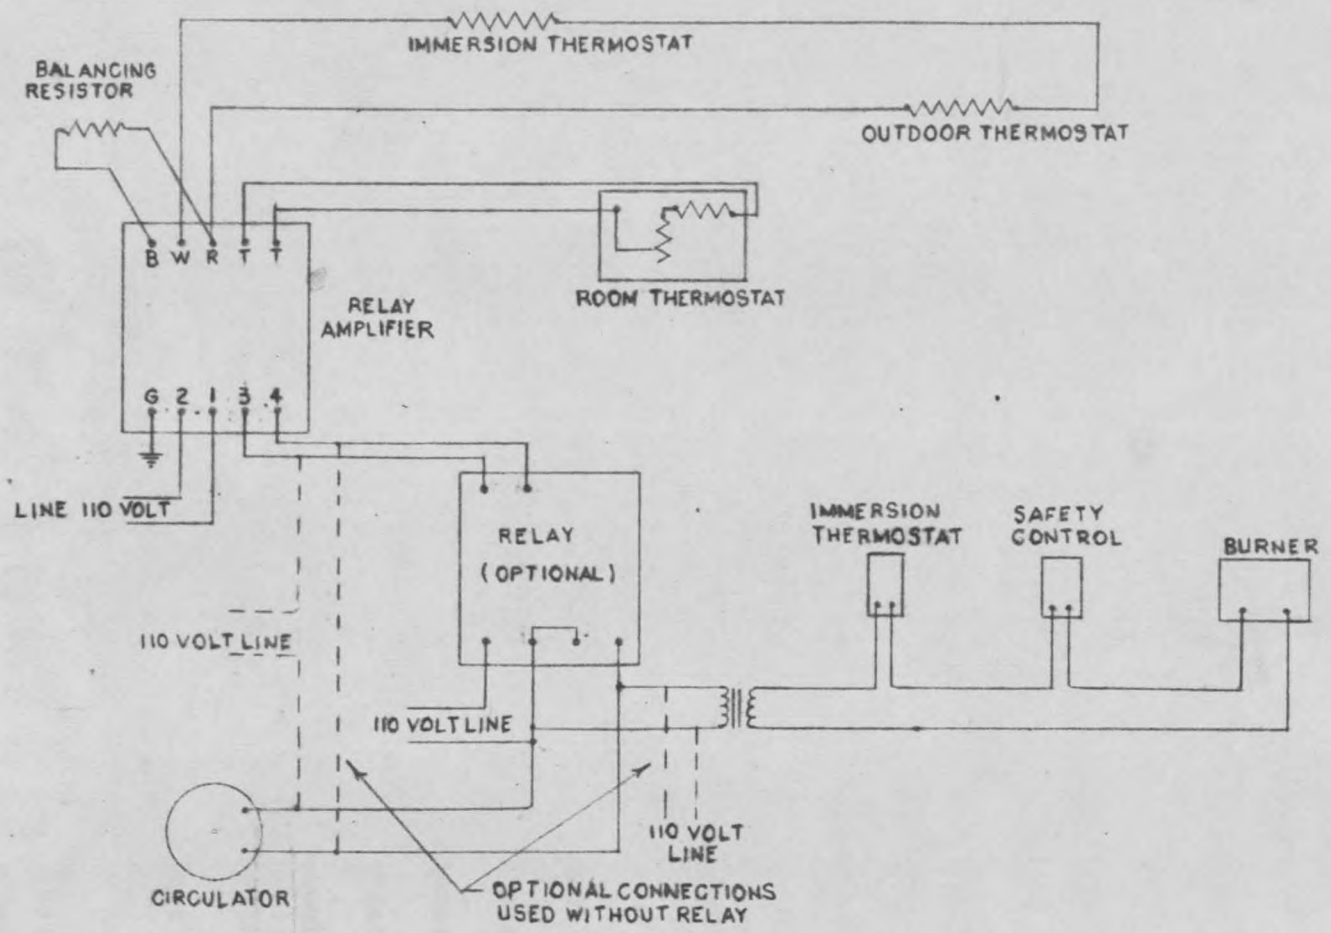 IMMERSION THERMOSTAT
BALANCING
RESISTOR
OUTDOOR THERMOSTAT
B W R T T
ROOM THERMOSTAT
RELAY
AMPLIFIER
G 2 1 3 4
LINE 110 VOLT
RELAY
(OPTIONAL)
IMMERSION
THERMOSTAT
SAFETY
CONTROL
BURNER
110 VOLT LINE
110 VOLT LINE
110 VOLT
LINE
CIRCULATOR
OPTIONAL CONNECTIONS
USED WITHOUT RELAY